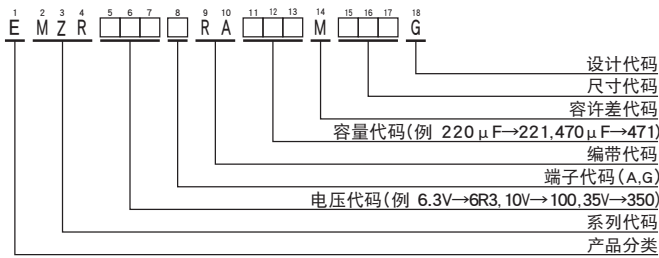 1 2 3 4 5 6 7 8 9 10 11 12 13 14 15 16 17 18
E M Z R □ □ □ □ R A □ □ □ M □ □ □ G
设计代码
尺寸代码
容许差代码
容量代码(例 220μF→221,470μF→471)
编带代码
端子代码(A,G)
电压代码(例 6.3V→6R3,10V→100,35V→350)
系列代码
产品分类